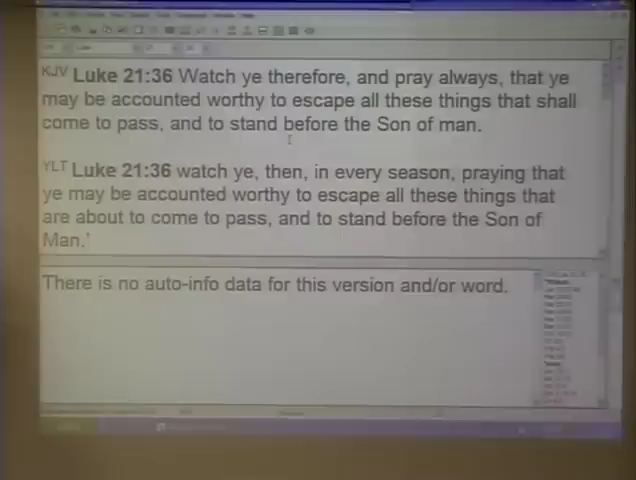 KJV Luke 21:36 Watch ye therefore, and pray always, that ye
may be accounted worthy to escape all these things that shall
come to pass, and to stand before the Son of man.
YLT Luke 21:36 watch ye, then, in every season, praying that
ye may be accounted worthy to escape all these things that
are about to come to pass, and to stand before the Son of
Man.'
There is no auto-info data for this version and/or word.